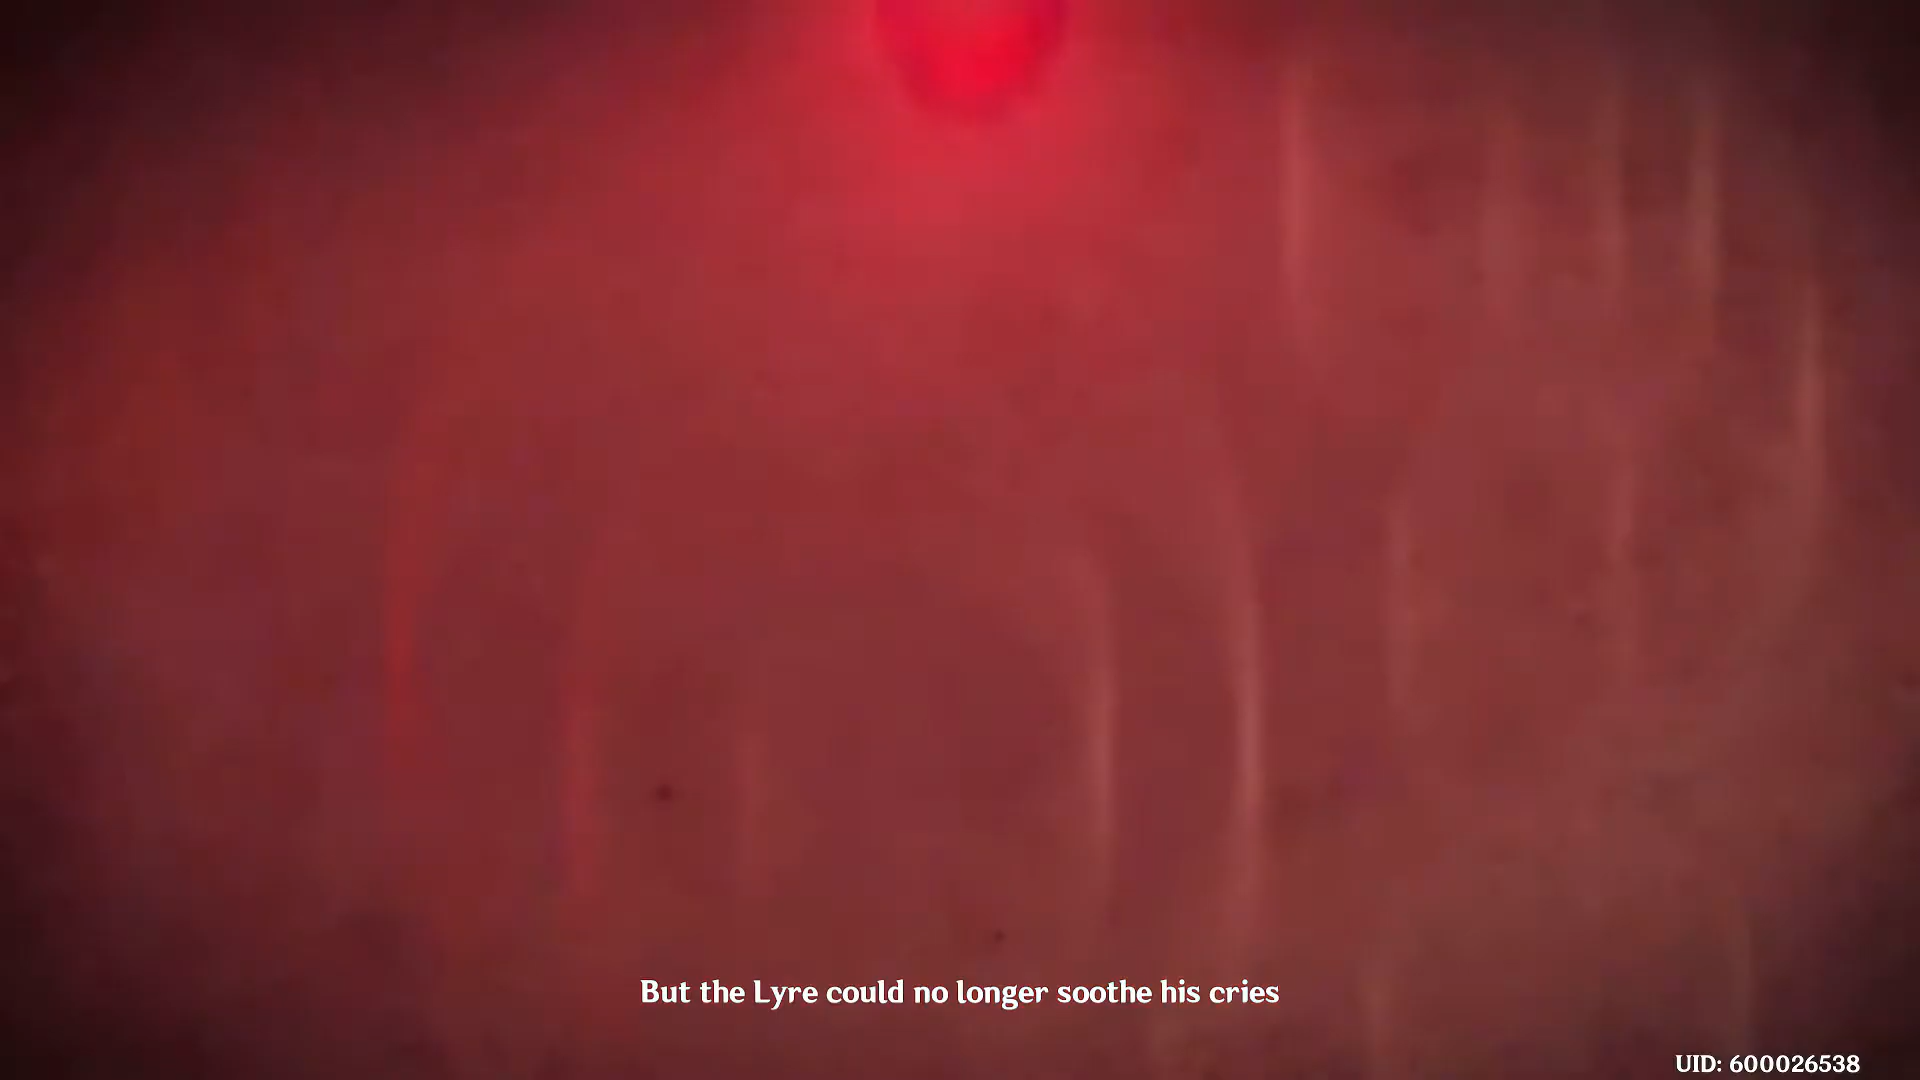 But the Lyre could no longer soothe his cries
UID: 600026538